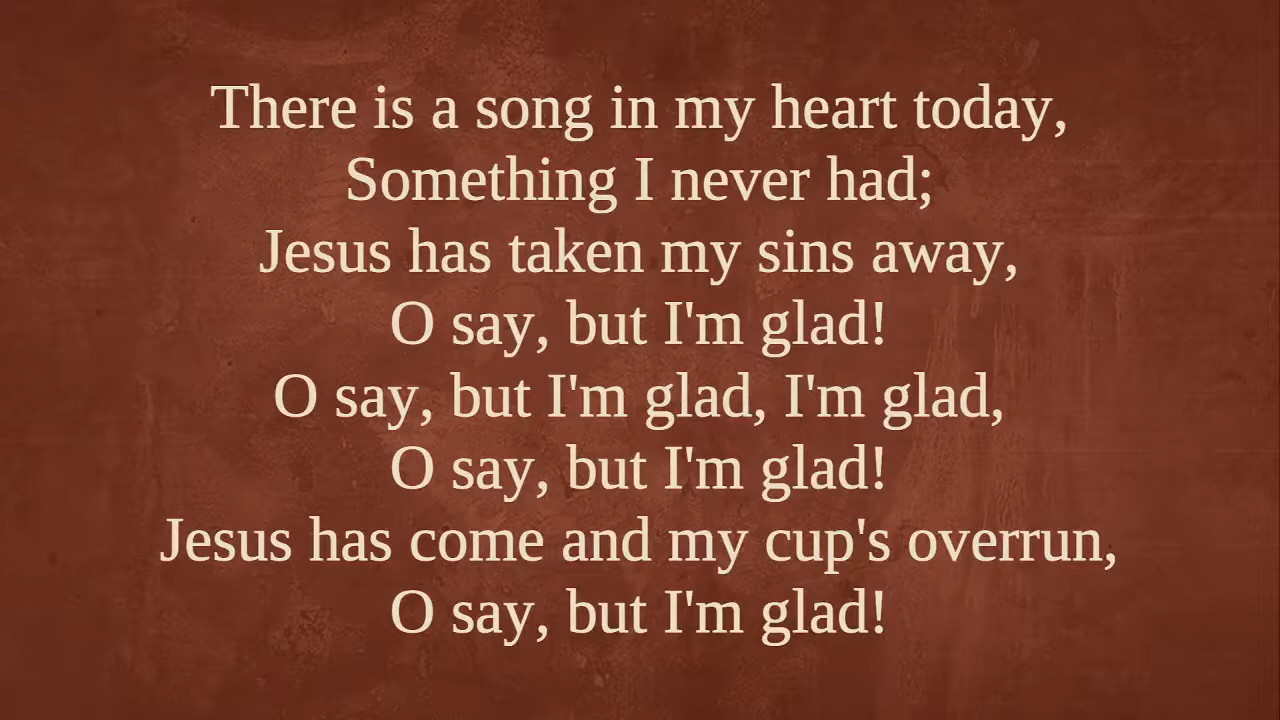 There is a song in my heart today,
Something I never had;
Jesus has taken my sins away,
O say, but I'm glad!
O say, but I'm glad, I'm glad,
O say, but I'm glad!
Jesus has come and my cup's overrun,
O say, but I'm glad!